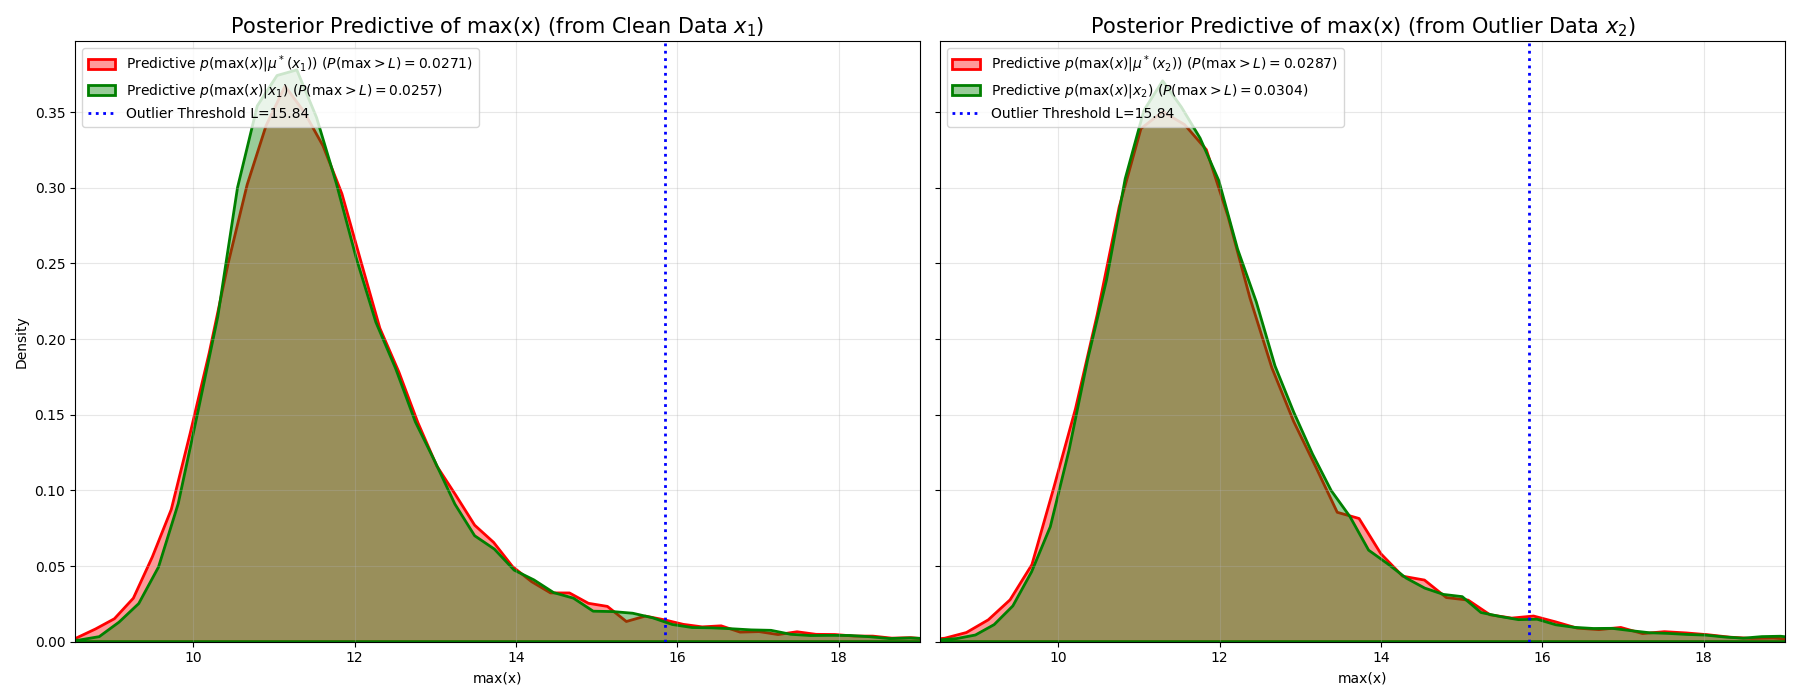 Posterior Predictive of max(x) (from Clean Data x₁)
Predictive p(max(x)|μ*(x₁)) (P(max > L) = 0.0271)
Predictive p(max(x)|x₁) (P(max > L) = 0.0257)
Outlier Threshold L=15.84
Density
0.35
0.30
0.25
0.20
0.15
0.10
0.05
0.00
10 12 14 16 18
max(x)
Posterior Predictive of max(x) (from Outlier Data x₂)
Predictive p(max(x)|μ*(x₂)) (P(max > L) = 0.0287)
Predictive p(max(x)|x₂) (P(max > L) = 0.0304)
Outlier Threshold L=15.84
10 12 14 16 18
max(x)